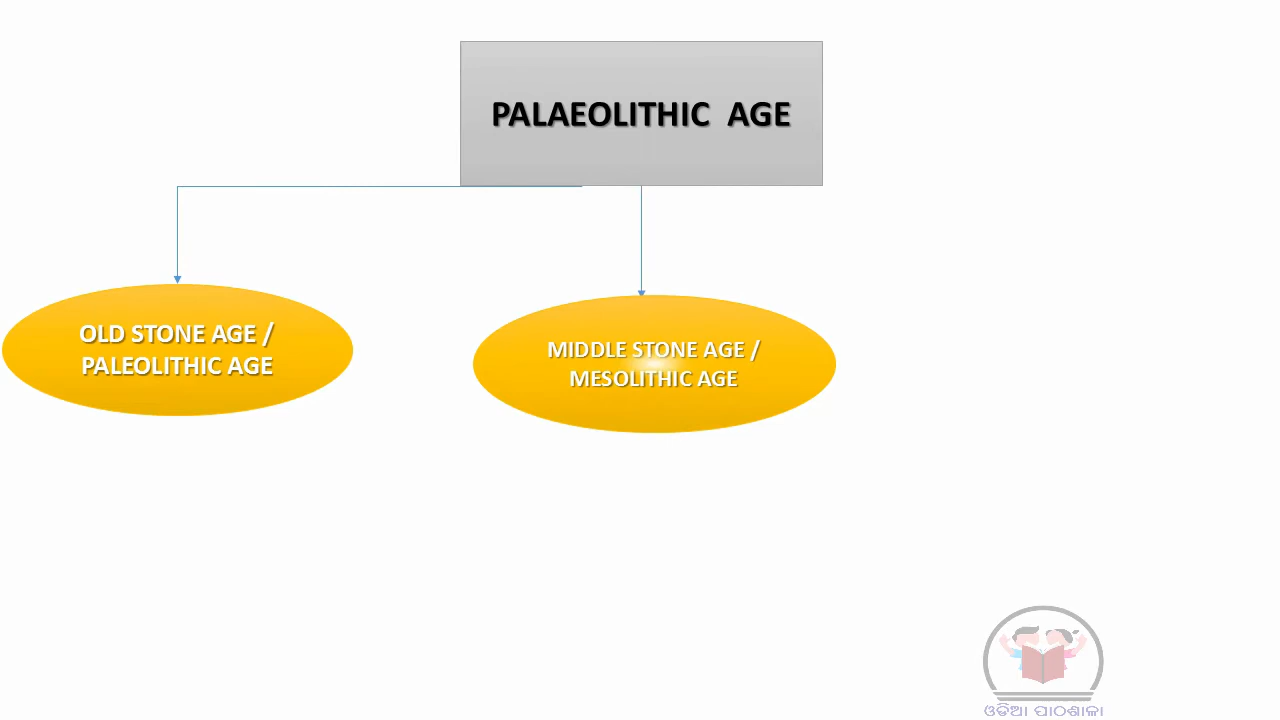 PALAEOLITHIC AGE
OLD STONE AGE /
PALEOLITHIC AGE
MIDDLE STONE AGE /
MESOLITHIC AGE
ଓଡିଆ ପାଠଶାଳା